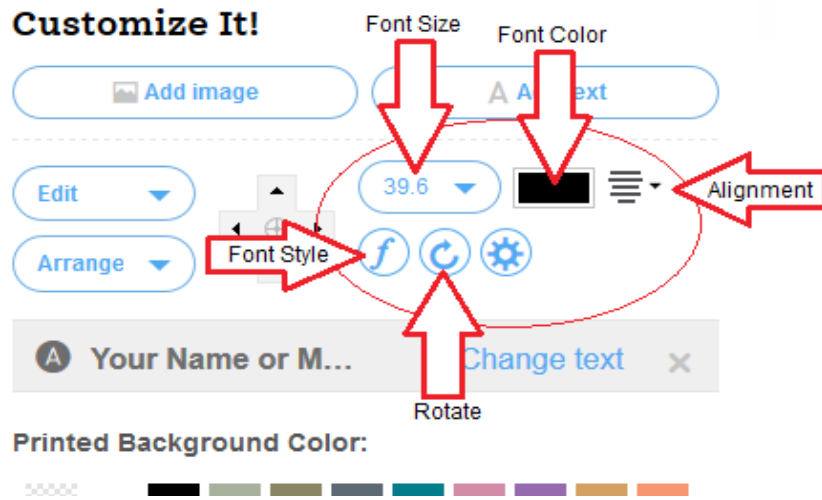 Customize It!
Font Size
Font Color
Add image
A A ext
Edit
39.6
Alignment
Arrange
Font Style
f
A Your Name or M... Change text ×
Rotate
Printed Background Color: